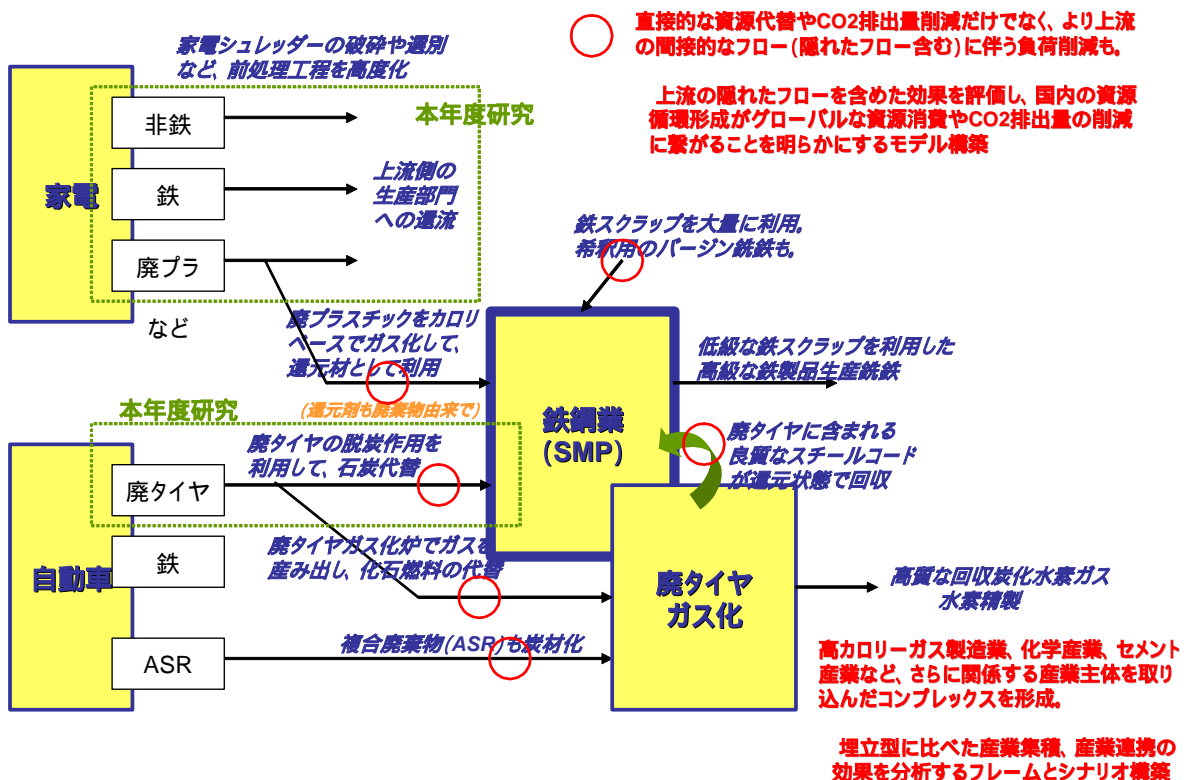 直接的な資源代替やCO2排出量削減だけでなく、より上流
の間接的なフロー(隠れたフロー含む)に伴う負荷削減も。
上流の隠れたフローを含めた効果を評価し、国内の資源
循環形成がグローバルな資源消費やCO2排出量の削減
に繋がることを明らかにするモデル構築
家電シュレッダーの破砕や選別
など、前処理工程を高度化
本年度研究
家電
非鉄
鉄
廃プラ
など
上流側の
生産部門
への還流
鉄スクラップを大量に利用。
希釈用のバージン銑鉄も。
廃プラスチックをカロリ
ベースでガス化して、
還元材として利用
(還元剤も廃棄物由来で)
鉄鋼業
(SMP)
低級な鉄スクラップを利用した
高級な鉄製品生産銑鉄
本年度研究
廃タイヤの脱炭作用を
利用して、石炭代替
自動車
廃タイヤ
鉄
ASR
廃タイヤに含まれる
良質なスチールコード
が還元状態で回収
廃タイヤガス化炉でガスを
産み出し、化石燃料の代替
複合廃棄物(ASR)も炭材化
廃タイヤ
ガス化
高質な回収炭化水素ガス
水素精製
高カロリーガス製造業、化学産業、セメント
産業など、さらに関係する産業主体を取り
込んだコンプレックスを形成。
埋立型に比べた産業集積、産業連携の
効果を分析するフレームとシナリオ構築